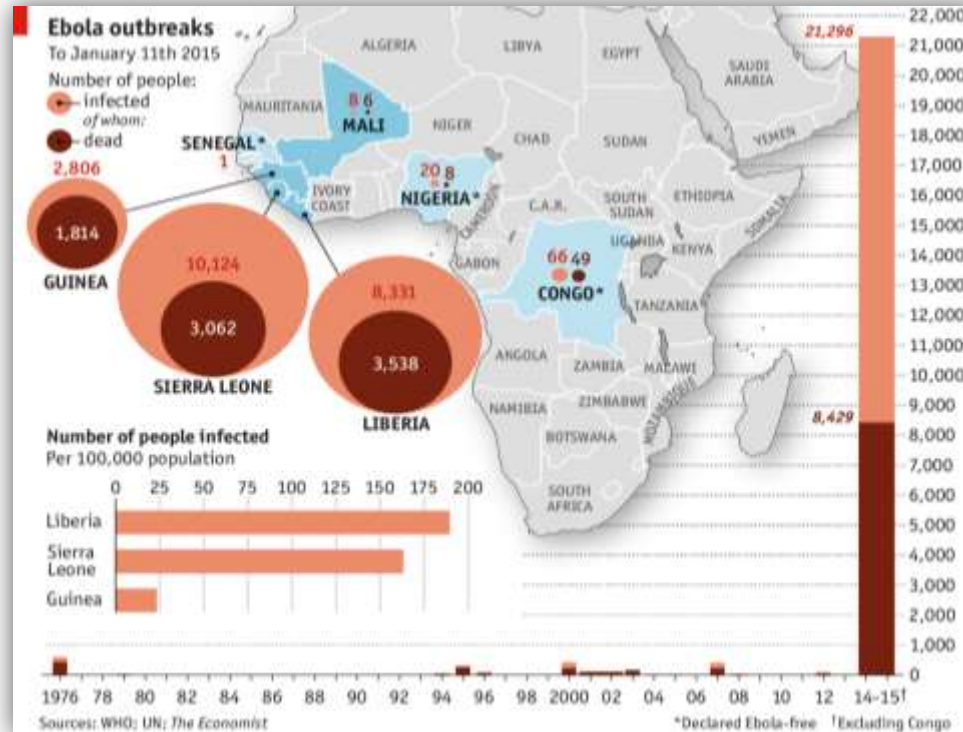 Ebola outbreaks
To January 11th 2015
Number of people:
infected
of whom:
dead
2,806
1,814
GUINEA
10,124
3,062
SIERRA LEONE
8,331
3,538
LIBERIA
SENEGAL*
1
8 6
MALI
20 8
NIGERIA*
66 49
CONGO*
ALGERIA
LIBYA
EGYPT
SAUDI
ARABIA
MAURITANIA
NIGER
CHAD
SUDAN
YEMEN
IVORY
COAST
CAMEROON
C.A.R.
SOUTH
SUDAN
ETHIOPIA
SOMALIA
GABON
UGANDA
KENYA
TANZANIA
ANGOLA
ZAMBIA
MALAWI
MOZAMBIQUE
NAMIBIA
ZIMBABWE
BOTSWANA
SOUTH
AFRICA
Number of people infected
Per 100,000 population
0 25 50 75 100 125 150 175 200
Liberia
Sierra
Leone
Guinea
21,296
8,429
22,000
21,000
20,000
19,000
18,000
17,000
16,000
15,000
14,000
13,000
12,000
11,000
10,000
9,000
8,000
7,000
6,000
5,000
4,000
3,000
2,000
1,000
0
1976 78 80 82 84 86 88 90 92 94 96 98 2000 02 04 06 08 10 12 14-15†
Sources: WHO; UN; The Economist
*Declared Ebola-free †Excluding Congo